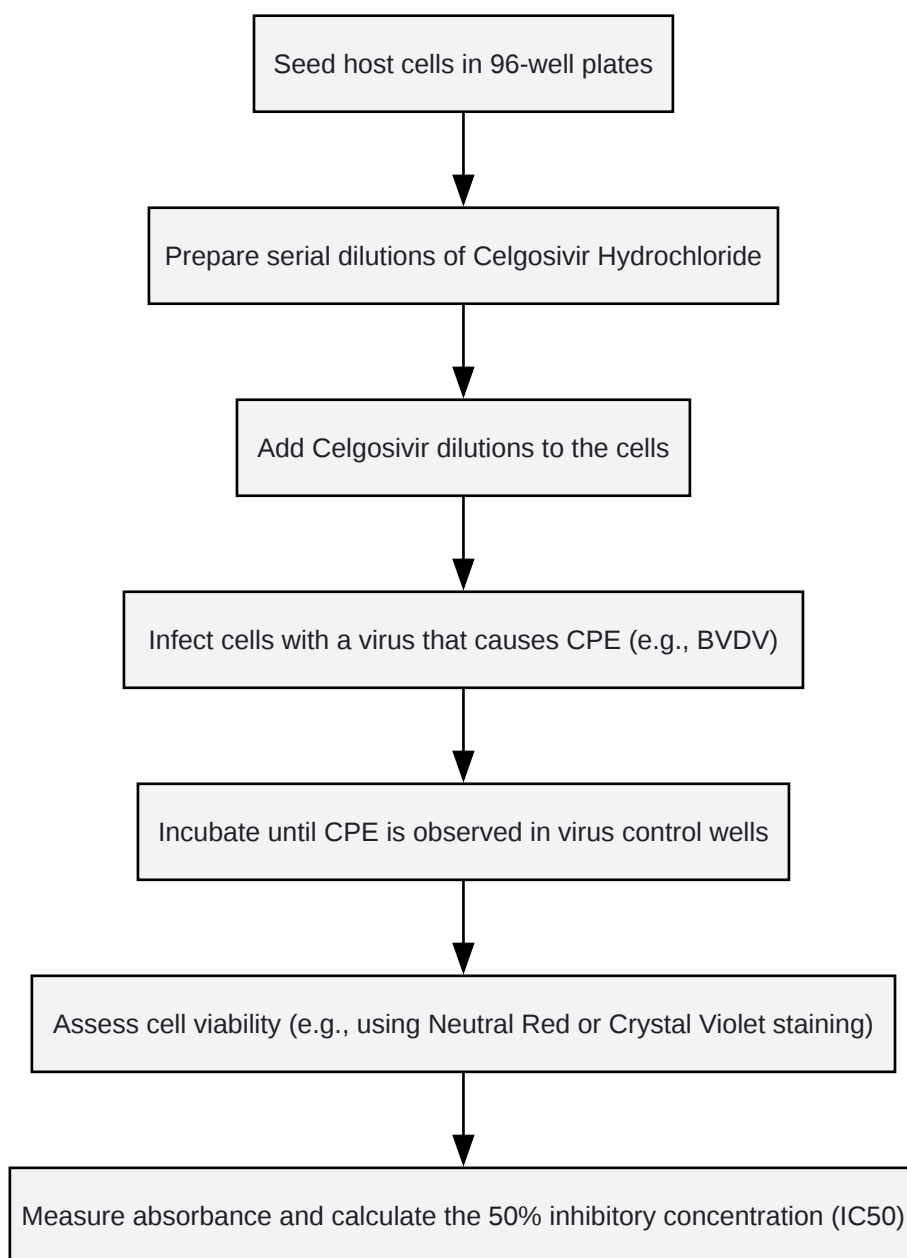 Seed host cells in 96-well plates
Prepare serial dilutions of Celgosivir Hydrochloride
Add Celgosivir dilutions to the cells
Infect cells with a virus that causes CPE (e.g., BVDV)
Incubate until CPE is observed in virus control wells
Assess cell viability (e.g., using Neutral Red or Crystal Violet staining)
Measure absorbance and calculate the 50% inhibitory concentration (IC50)